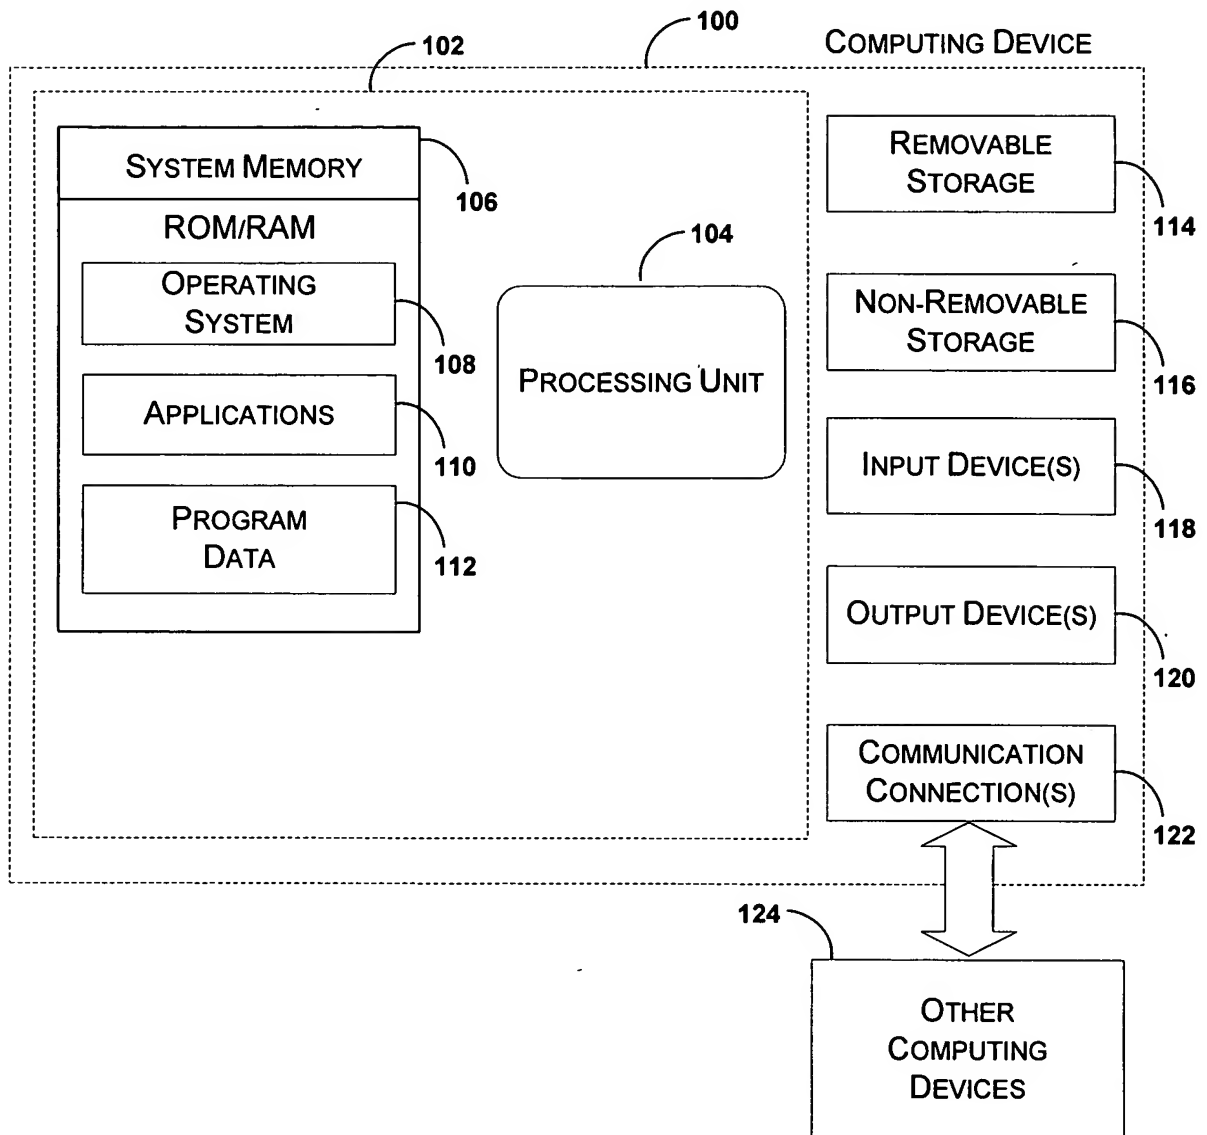 100
COMPUTING DEVICE
102
SYSTEM MEMORY
106
ROM/RAM
OPERATING
SYSTEM
108
APPLICATIONS
110
PROGRAM
DATA
112
104
PROCESSING UNIT
REMOVABLE
STORAGE
114
NON-REMOVABLE
STORAGE
116
INPUT DEVICE(S)
118
OUTPUT DEVICE(S)
120
COMMUNICATION
CONNECTION(S)
122
124
OTHER
COMPUTING
DEVICES